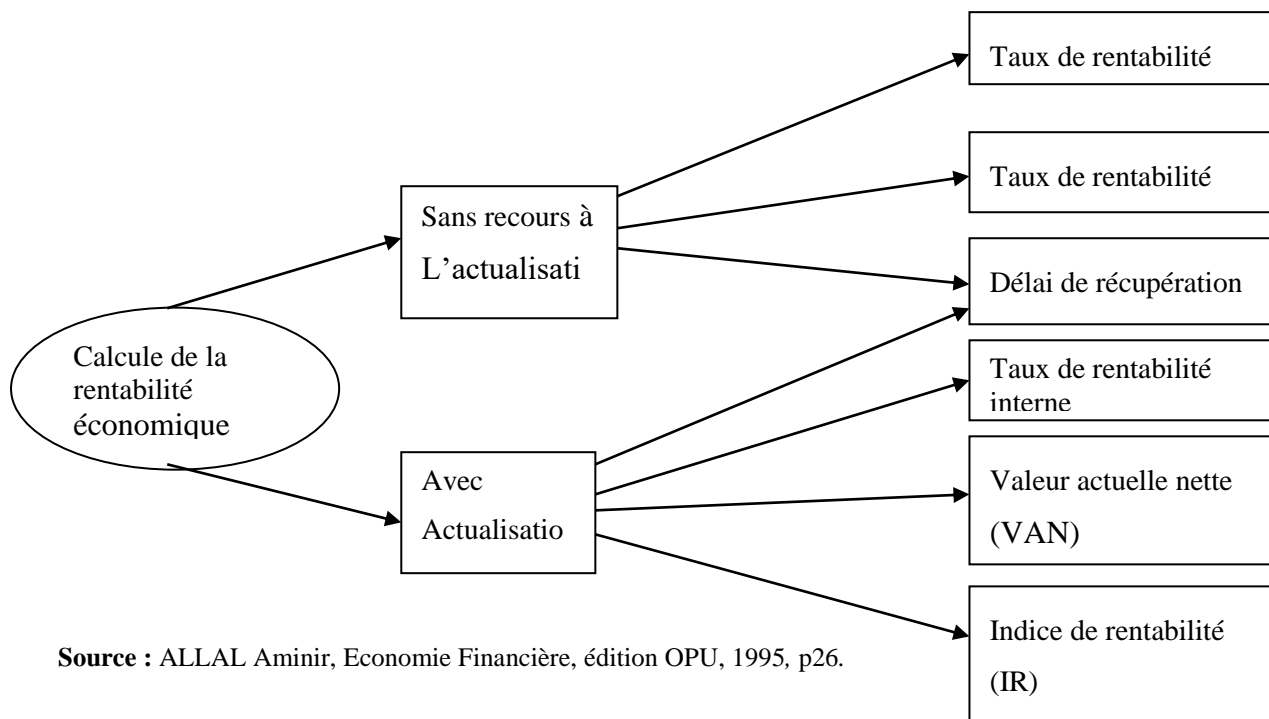 Taux de rentabilité
Taux de rentabilité
Sans recours à
L’actualisati
Délai de récupération
Calcule de la
rentabilité
économique
Taux de rentabilité
interne
Avec
Actualisatio
Valeur actuelle nette
(VAN)
Indice de rentabilité
(IR)
Source : ALLAL Aminir, Economie Financière, édition OPU, 1995, p26.